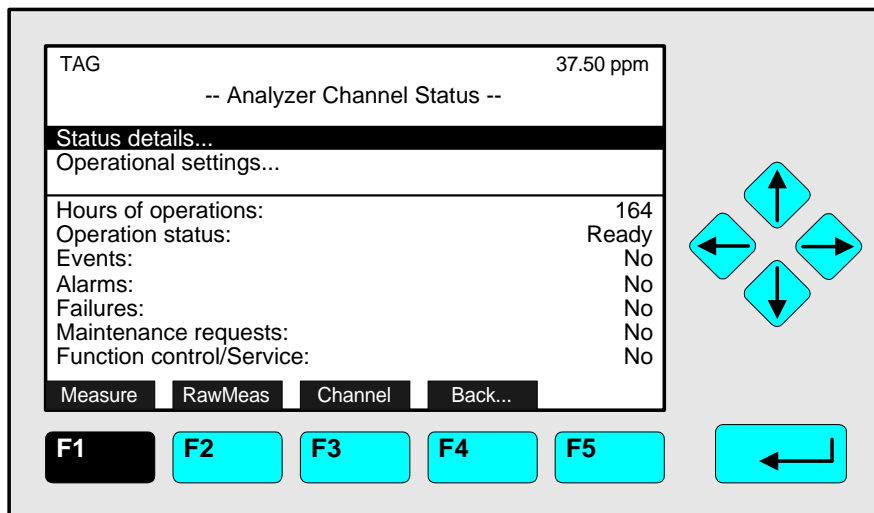 TAG 37.50 ppm
-- Analyzer Channel Status --
Status details...
Operational settings...
Hours of operations: 164
Operation status: Ready
Events: No
Alarms: No
Failures: No
Maintenance requests: No
Function control/Service: No
Measure RawMeas Channel Back...
F1 F2 F3 F4 F5